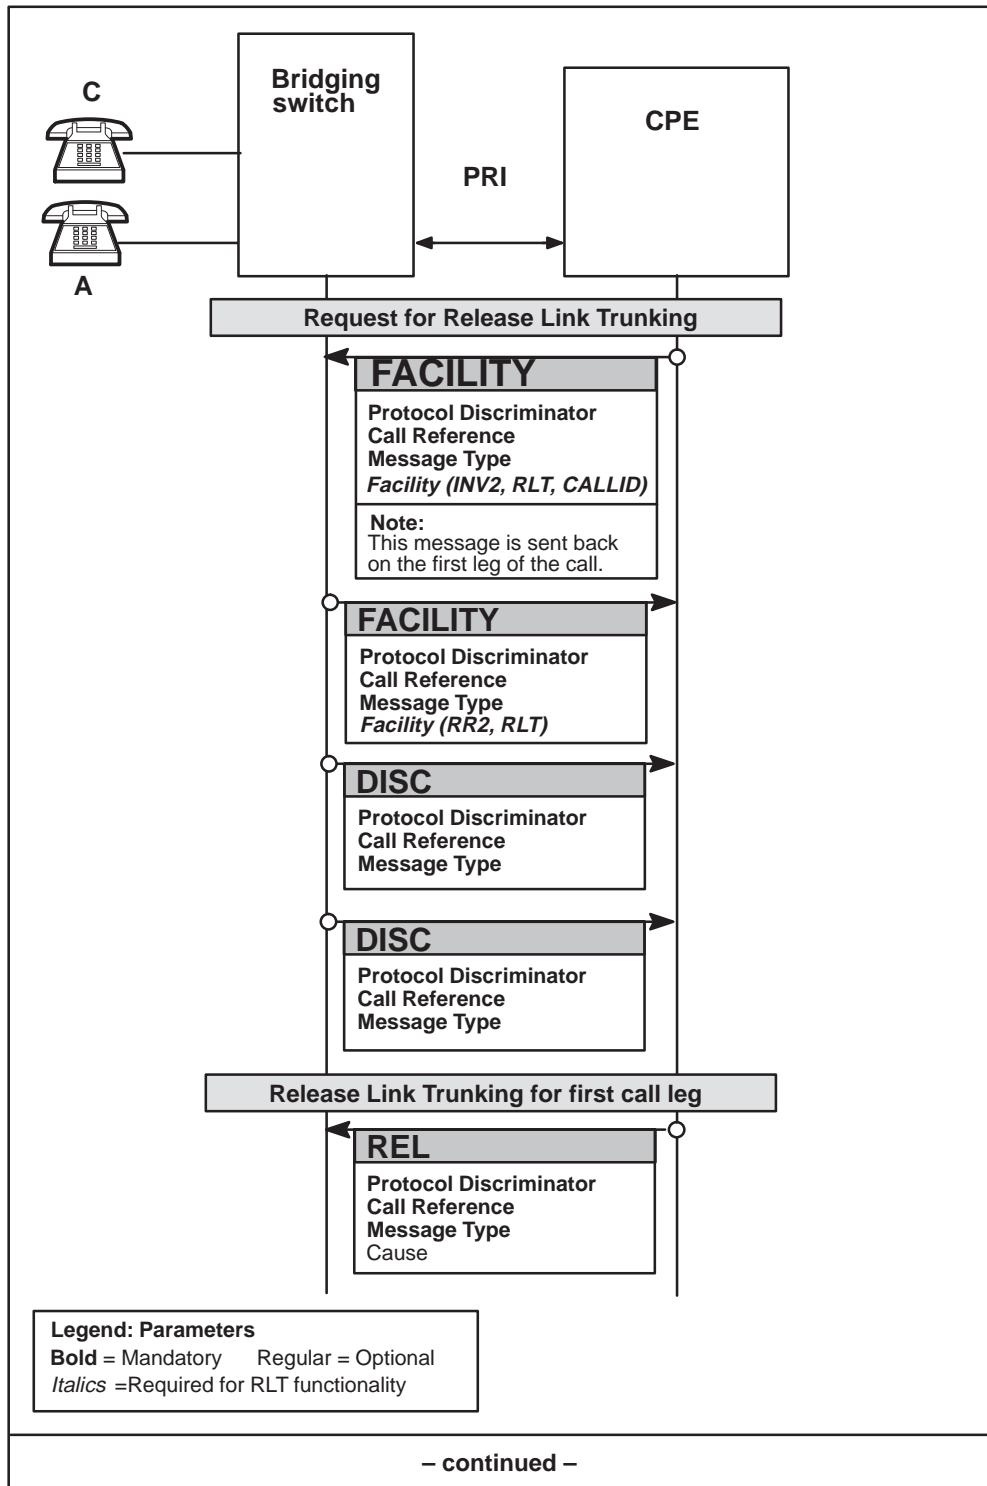 C
Bridging
switch
CPE
PRI
A
Request for Release Link Trunking
FACILITY
Protocol Discriminator
Call Reference
Message Type
Facility (INV2, RLT, CALLID)
Note:
This message is sent back
on the first leg of the call.
FACILITY
Protocol Discriminator
Call Reference
Message Type
Facility (RR2, RLT)
DISC
Protocol Discriminator
Call Reference
Message Type
DISC
Protocol Discriminator
Call Reference
Message Type
Release Link Trunking for first call leg
REL
Protocol Discriminator
Call Reference
Message Type
Cause
Legend: Parameters
Bold = Mandatory Regular = Optional
Italics =Required for RLT functionality
– continued –